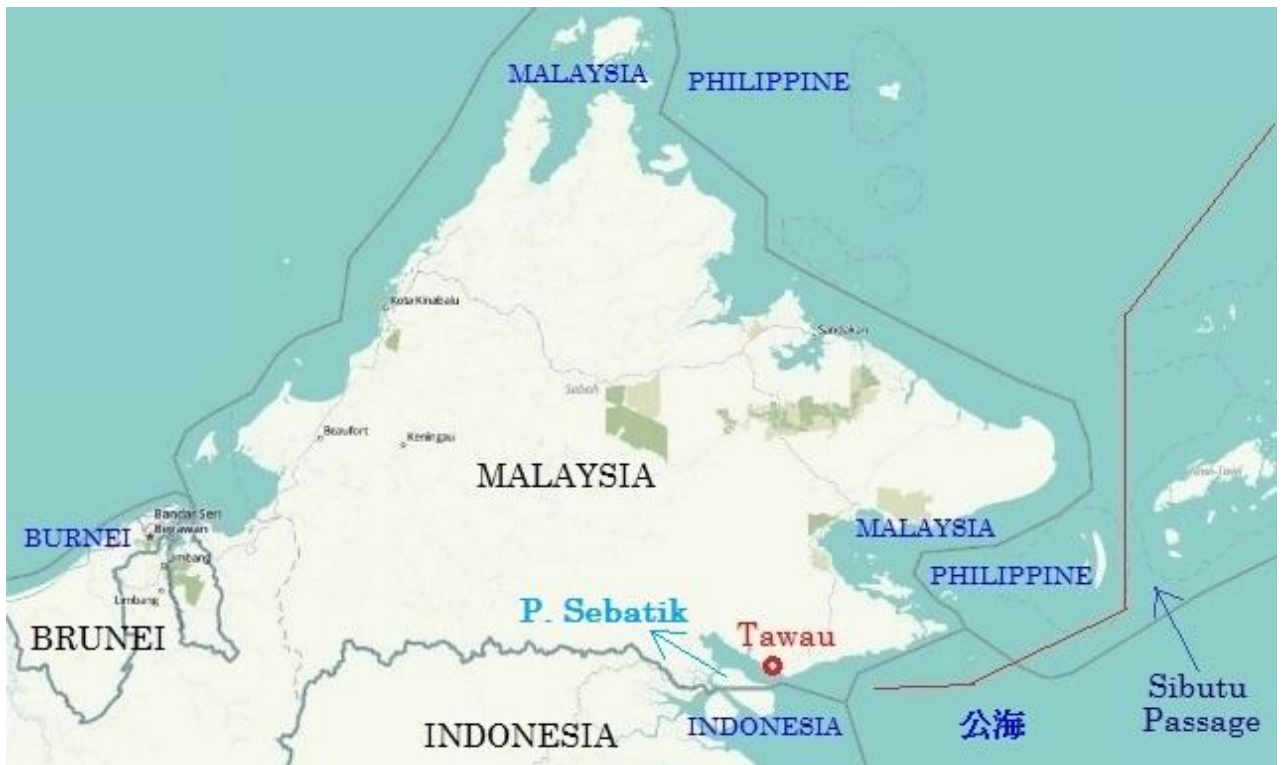 MALAYSIA
PHILIPPINE
Kota Kinabalu
Sandakan
Sabah
Beaufort
Keningau
MALAYSIA
Bandar Seri
Begawan
BURNEI
MALAYSIA
Limbang
PHILIPPINE
Limbang
P. Sebatik
BRUNEI
Tawau
Sibutu
Passage
INDONESIA
公海
INDONESIA